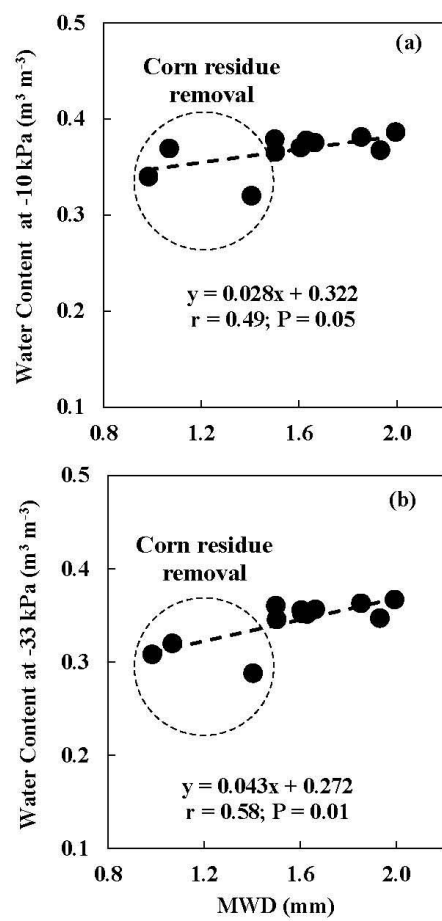 (a)
Corn residue
removal
y = 0.028x + 0.322
r = 0.49; P = 0.05
Water Content at -10 kPa (m³ m⁻³)
0.5
0.4
0.3
0.2
0.1
0.8 1.2 1.6 2.0
(b)
Corn residue
removal
y = 0.043x + 0.272
r = 0.58; P = 0.01
Water Content at -33 kPa (m³ m⁻³)
0.5
0.4
0.3
0.2
0.1
0.8 1.2 1.6 2.0
MWD (mm)